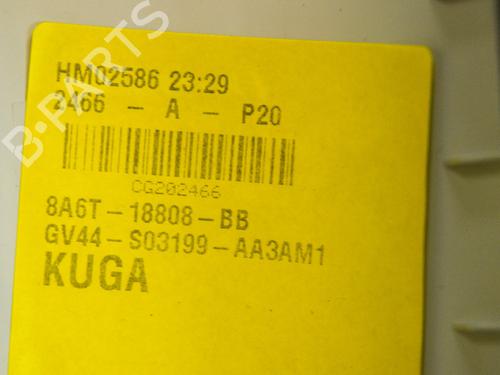 B-PARTS
HM02586 23:29
2466 - A - P20
CG202466
8A6T-18808-BB
GV44-S03199-AA3AM1
KUGA